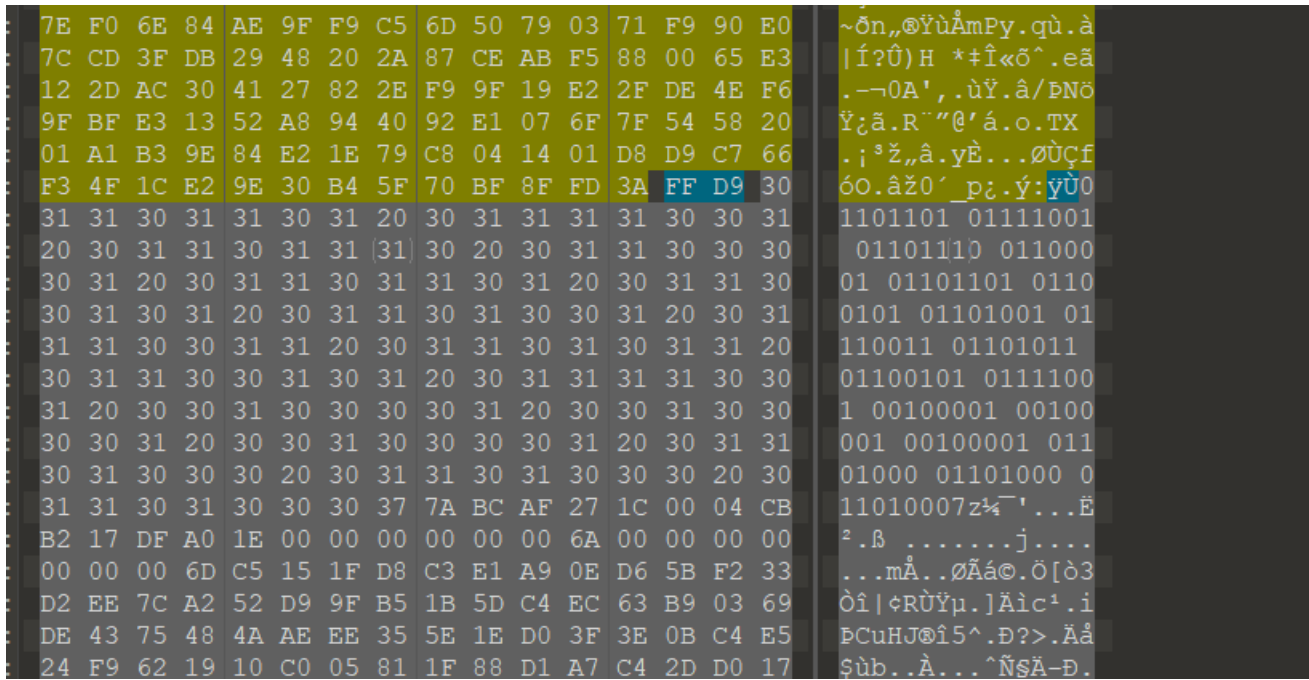 : 7E F0 6E 84 AE 9F F9 C5 6D 50 79 03 71 F9 90 E0 ~ðn„®ŸùÅmPy.qù.à
: 7C CD 3F DB 29 48 20 2A 87 CE AB F5 88 00 65 E3 |Í?Û)H *‡Î«õˆ.eã
: 12 2D AC 30 41 27 82 2E F9 9F 19 E2 2F DE 4E F6 .-¬0A'‚.ùŸ.â/ÞNö
: 9F BF E3 13 52 A8 94 40 92 E1 07 6F 7F 54 58 20 Ÿ¿ã.R¨”@’á.o.TX
: 01 A1 B3 9E 84 E2 1E 79 C8 04 14 01 D8 D9 C7 66 .¡³ž„â.yÈ...ØÙÇf
: F3 4F 1C E2 9E 30 B4 5F 70 BF 8F FD 3A FF D9 30 óO.âž0´_p¿.ý:ÿÙ0
: 31 31 30 31 31 30 31 20 30 31 31 31 31 30 30 31 1101101 01111001
: 20 30 31 31 30 31 31 31 30 20 30 31 31 30 30 30 01101110 011000
: 30 31 20 30 31 31 30 31 31 30 31 20 30 31 31 30 01 01101101 0110
: 30 31 30 31 20 30 31 31 30 31 30 30 31 20 30 31 0101 01101001 01
: 31 31 30 30 31 31 20 30 31 31 30 31 30 31 31 20 110011 01101011
: 30 31 31 30 30 31 30 31 20 30 31 31 31 31 30 30 01100101 0111100
: 31 20 30 30 31 30 30 30 30 31 20 30 30 31 30 30 1 00100001 00100
: 30 30 31 20 30 30 31 30 30 30 30 31 20 30 31 31 001 00100001 011
: 30 31 30 30 30 20 30 31 31 30 31 30 30 30 20 30 01000 01101000 0
: 31 31 30 31 30 30 30 37 7A BC AF 27 1C 00 04 CB 11010007z¼¯'...Ë
: B2 17 DF A0 1E 00 00 00 00 00 00 6A 00 00 00 00 ².ß .......j....
: 00 00 00 6D C5 15 1F D8 C3 E1 A9 0E D6 5B F2 33 ...mÅ..ØÃá©.Ö[ò3
: D2 EE 7C A2 52 D9 9F B5 1B 5D C4 EC 63 B9 03 69 Òî|¢RÙŸµ.]Äìc¹.i
: DE 43 75 48 4A AE EE 35 5E 1E D0 3F 3E 0B C4 E5 ÞCuHJ®î5^.Ð?>.Äå
: 24 F9 62 19 10 C0 05 81 1F 88 D1 A7 C4 2D D0 17 $ùb..À...ˆÑ§Ä-Ð.